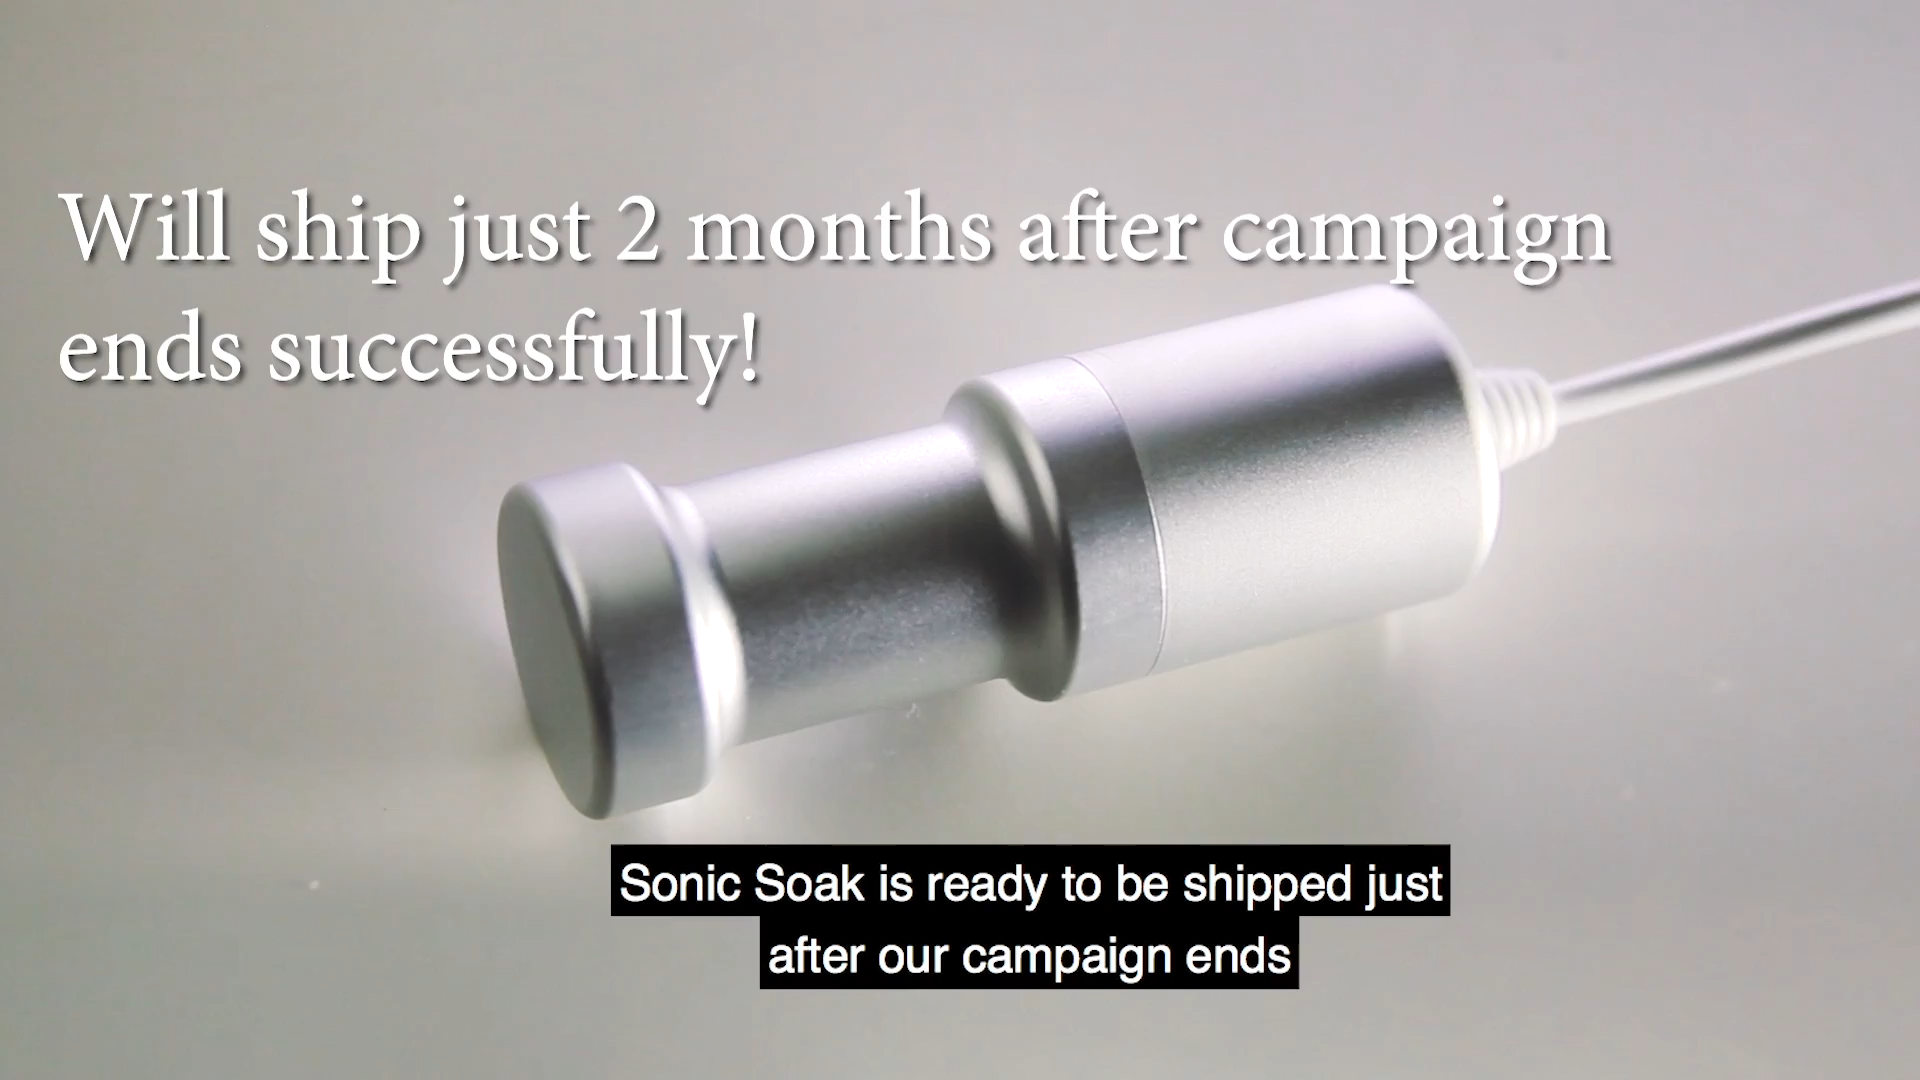 Will ship just 2 months after campaign
ends successfully!
Sonic Soak is ready to be shipped just
after our campaign ends